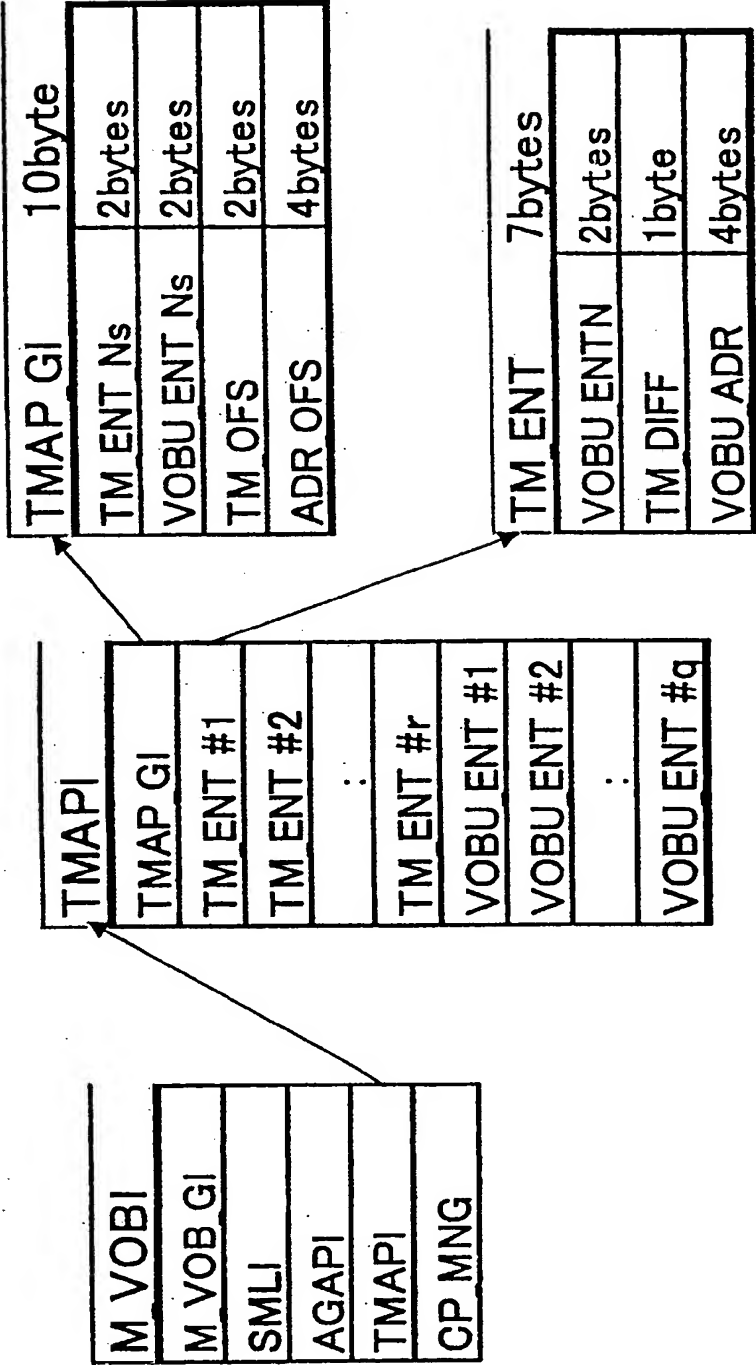 M VOBI
M VOB GI
SMLI
AGAPI
TMAPI
CP MNG
TMAPI
TMAP GI
TM ENT #1
TM ENT #2
:
TM ENT #r
VOBU ENT #1
VOBU ENT #2
:
VOBU ENT #q
TMAP GI 10byte
TM ENT Ns 2bytes
VOBU ENT Ns 2bytes
TM OFS 2bytes
ADR OFS 4bytes
TM ENT 7bytes
VOBU ENTN 2bytes
TM DIFF 1byte
VOBU ADR 4bytes